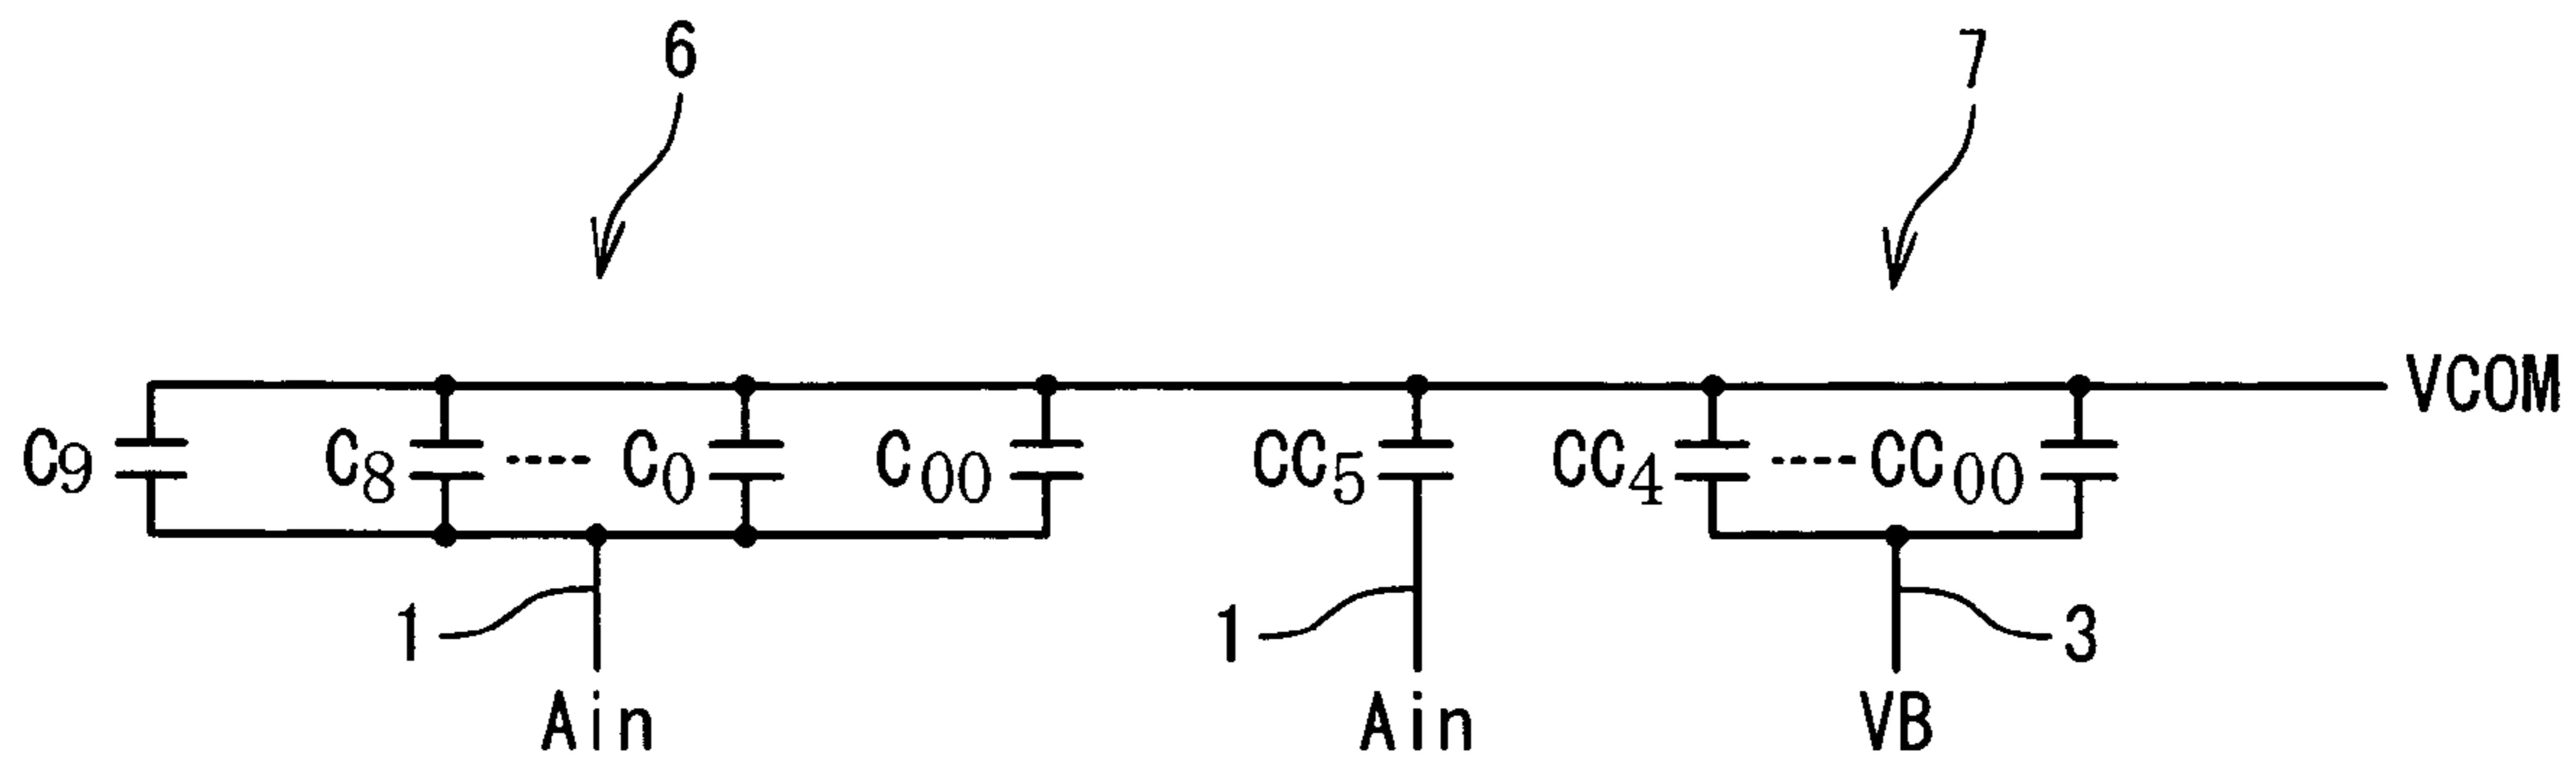 6 7
VCOM
C9 C8 ---- C0 C00 CC5 CC4 ---- CC00
1 1 3
Ain Ain VB